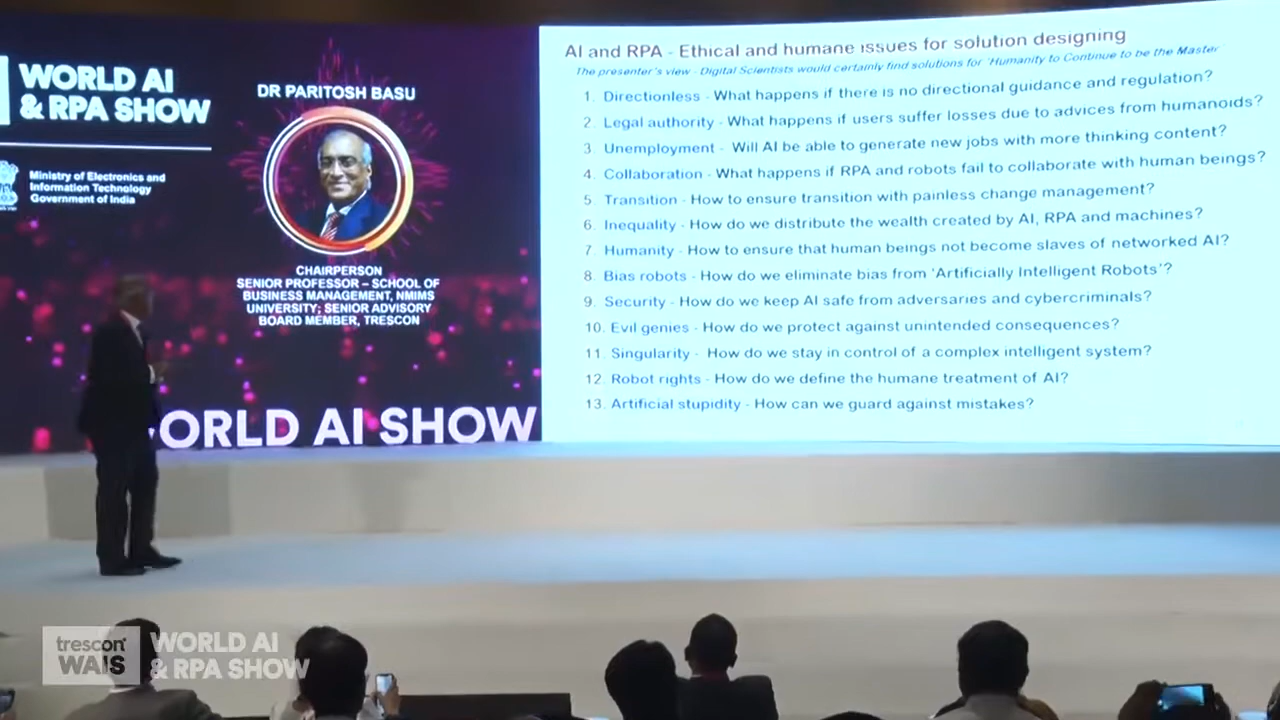 WORLD AI
& RPA SHOW
Ministry of Electronics and
Information Technology
Government of India
DR PARITOSH BASU
CHAIRPERSON
SENIOR PROFESSOR – SCHOOL OF
BUSINESS MANAGEMENT, NMIMS
UNIVERSITY; SENIOR ADVISORY
BOARD MEMBER, TRESCON
ORLD AI SHOW
AI and RPA - Ethical and humane issues for solution designing
The presenter's view - Digital Scientists would certainly find solutions for 'Humanity to Continue to be the Master'
1. Directionless - What happens if there is no directional guidance and regulation?
2. Legal authority - What happens if users suffer losses due to advices from humanoids?
3. Unemployment - Will AI be able to generate new jobs with more thinking content?
4. Collaboration - What happens if RPA and robots fail to collaborate with human beings?
5. Transition - How to ensure transition with painless change management?
6. Inequality - How do we distribute the wealth created by AI, RPA and machines?
7. Humanity - How to ensure that human beings not become slaves of networked AI?
8. Bias robots - How do we eliminate bias from 'Artificially Intelligent Robots'?
9. Security - How do we keep AI safe from adversaries and cybercriminals?
10. Evil genies - How do we protect against unintended consequences?
11. Singularity - How do we stay in control of a complex intelligent system?
12. Robot rights - How do we define the humane treatment of AI?
13. Artificial stupidity - How can we guard against mistakes?
trescon
WAIS
WORLD AI
& RPA SHOW